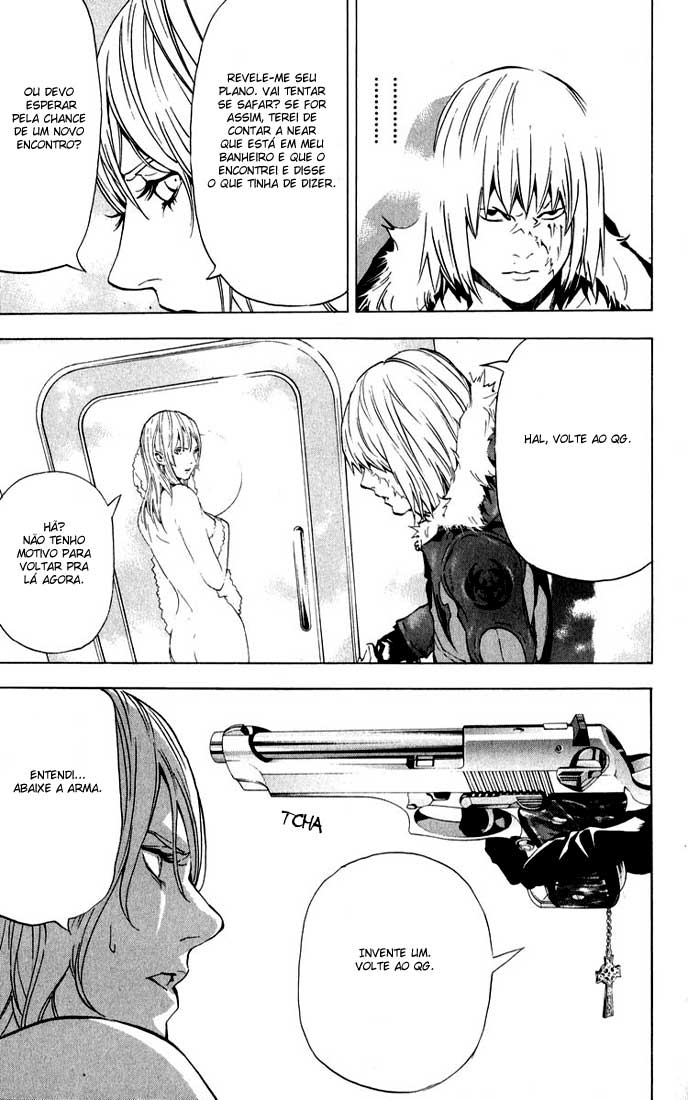 REVELE-ME SEU
PLANO. VAI TENTAR
SE SAFAR? SE FOR
ASSIM, TEREI DE
CONTAR A NEAR
QUE ESTÁ EM MEU
BANHEIRO E QUE O
ENCONTREI E DISSE
O QUE TINHA DE DIZER.
OU DEVO
ESPERAR
PELA CHANCE
DE UM NOVO
ENCONTRO?
HAL, VOLTE AO QG.
HÃ?
NÃO TENHO
MOTIVO PARA
VOLTAR PRA
LÁ AGORA.
TCHA
INVENTE UM.
VOLTE AO QG.
ENTENDI...
ABAIXE A ARMA.